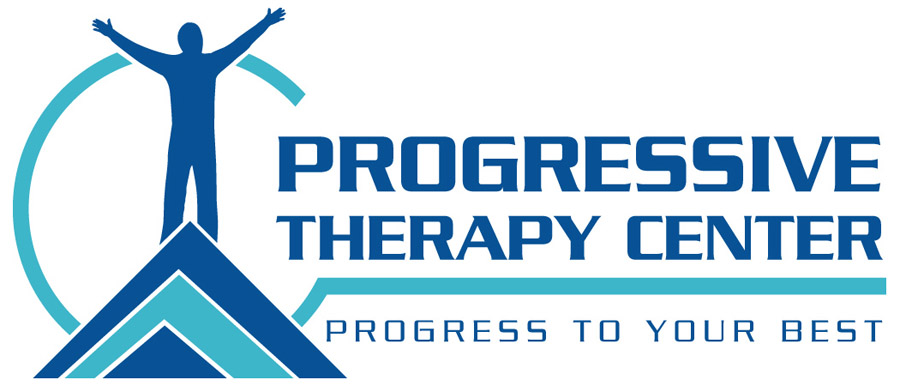 PROGRESSIVE
THERAPY CENTER
PROGRESS TO YOUR BEST